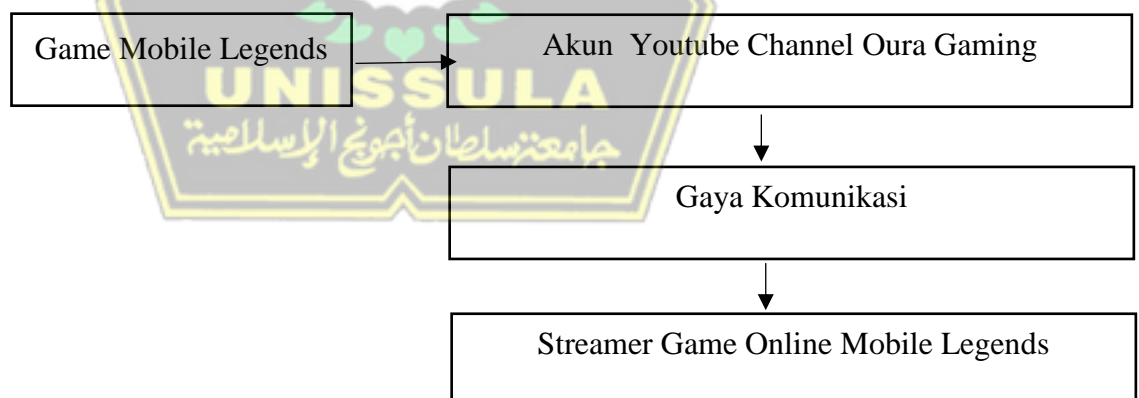 Game Mobile Legends
Akun  Youtube Channel Oura Gaming
UNISSULA
جامعة سلطان أجونج الإسلامية
Gaya Komunikasi
Streamer Game Online Mobile Legends